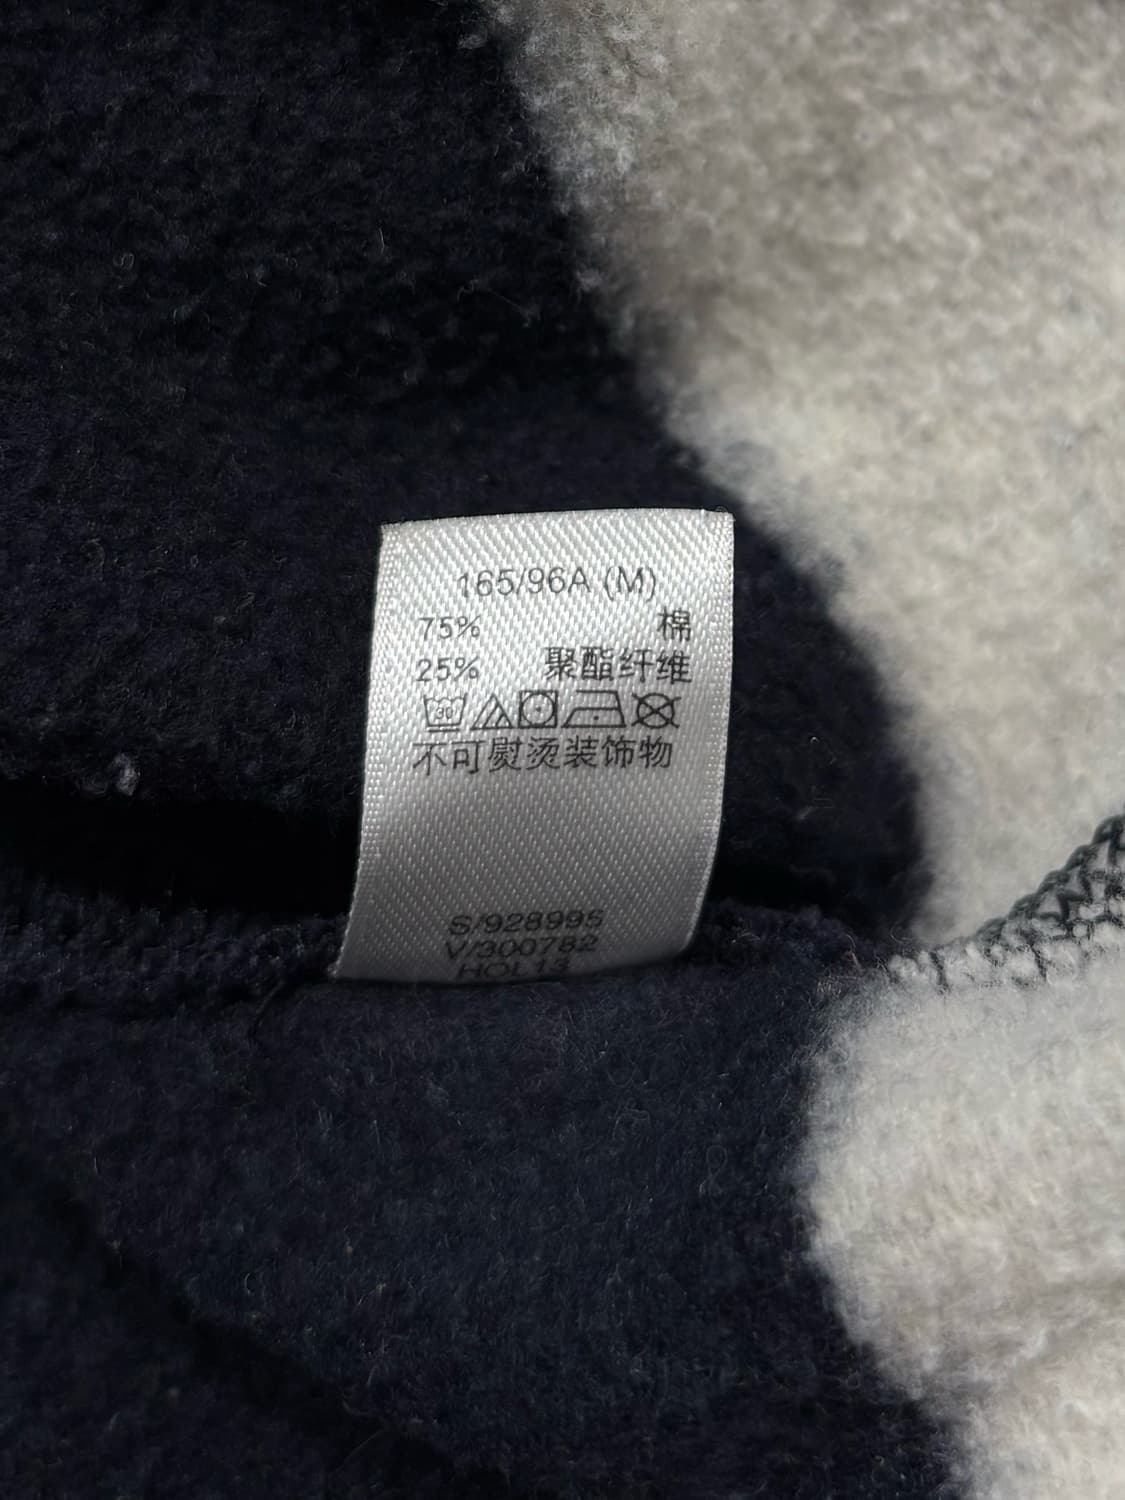 165/96A (M)
75% 棉
25% 聚酯纤维
30
不可熨烫装饰物
S/928995
V/300782
HOL13